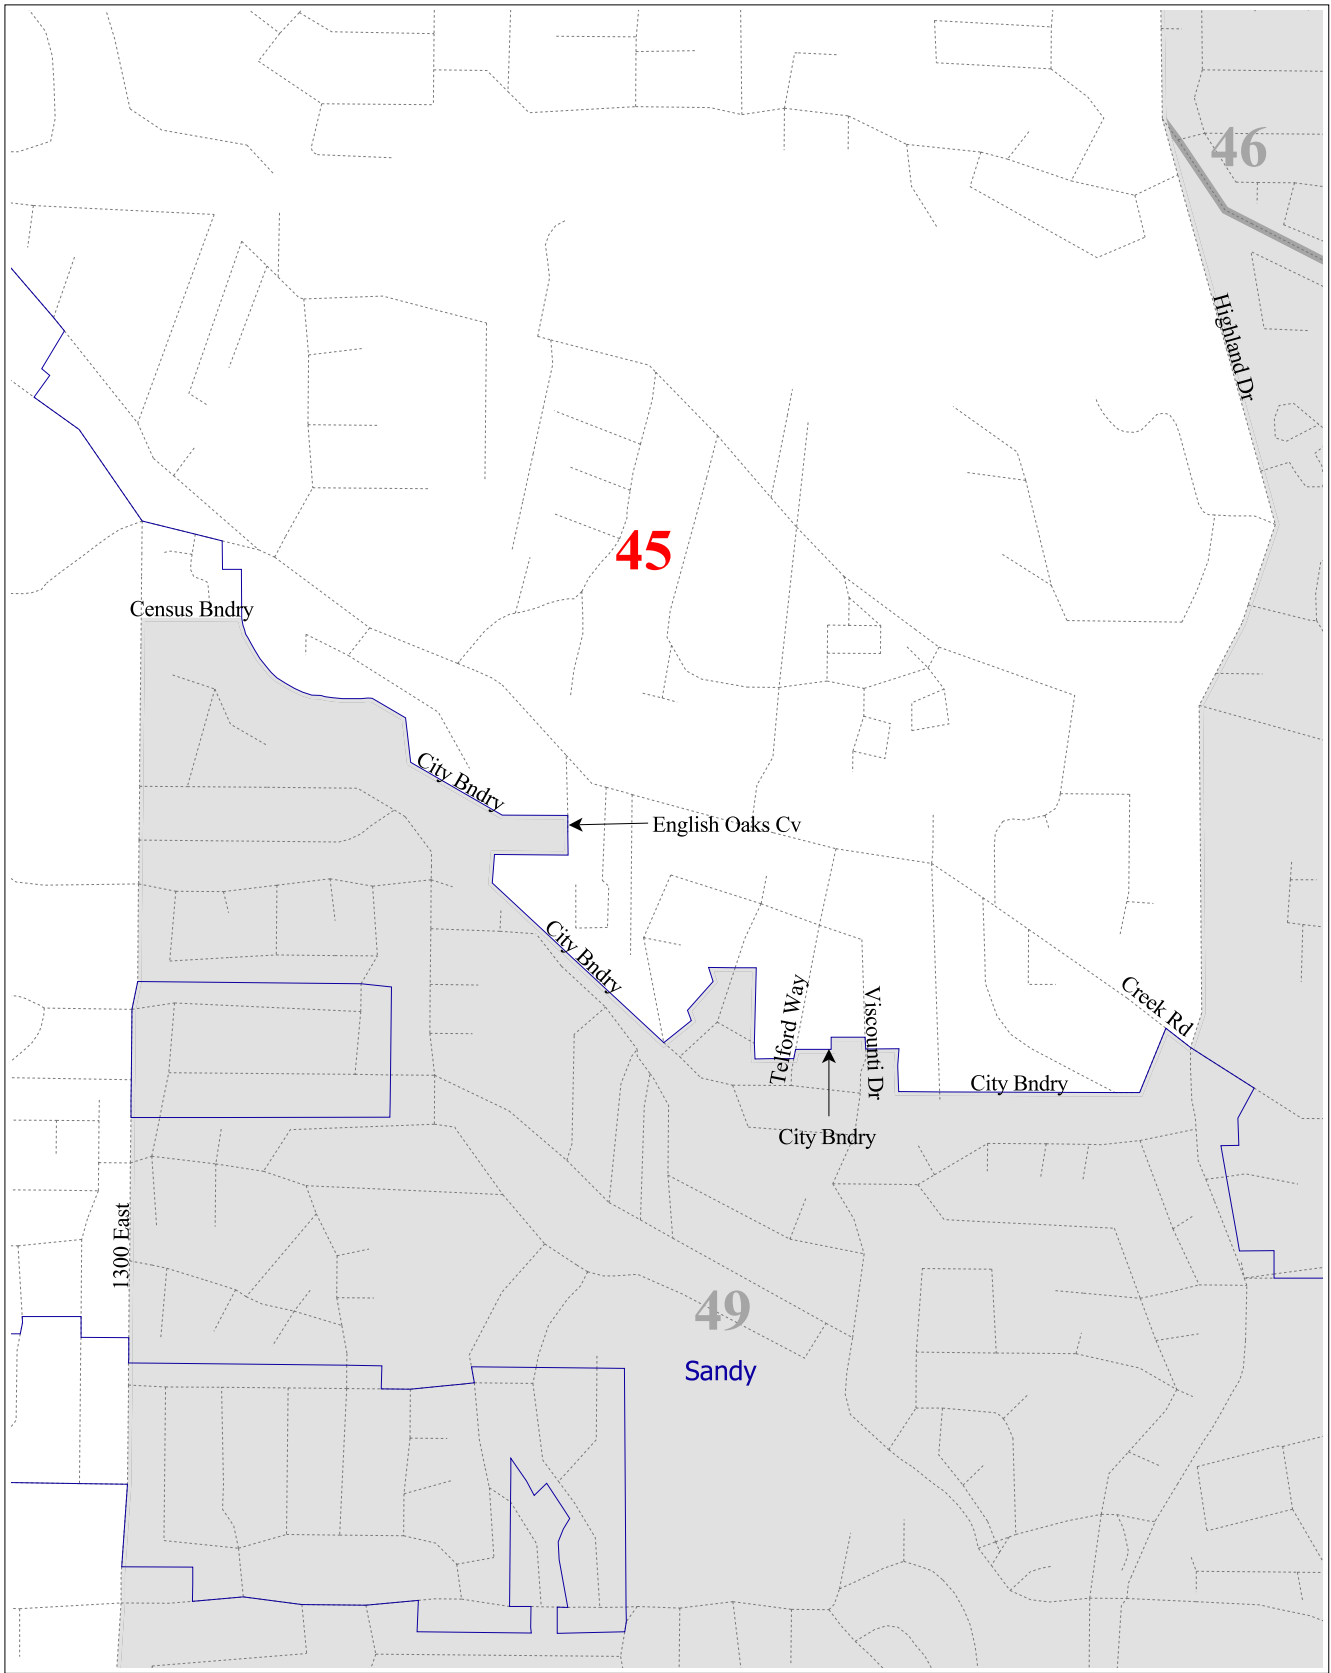 46
Highland Dr
45
Census Bndry
City Bndry
English Oaks Cv
City Bndry
Telford Way
Viscounti Dr
Creek Rd
City Bndry
City Bndry
1300 East
49
Sandy